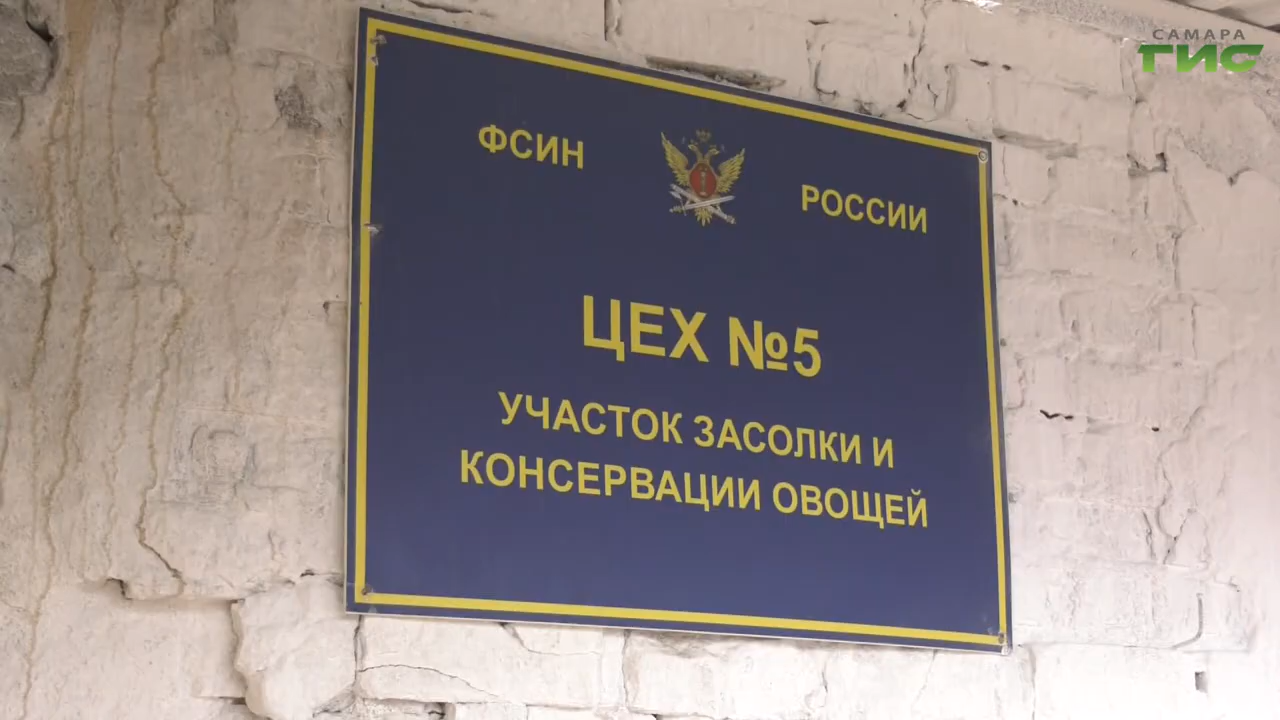 САМАРА
ГИС
ФСИН РОССИИ
ЦЕХ №5
УЧАСТОК ЗАСОЛКИ И
КОНСЕРВАЦИИ ОВОЩЕЙ